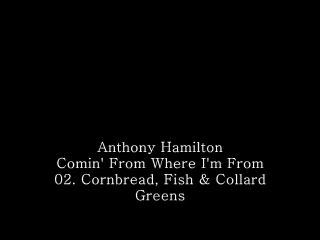 Anthony Hamilton
Comin' From Where I'm From
02. Cornbread, Fish & Collard
Greens